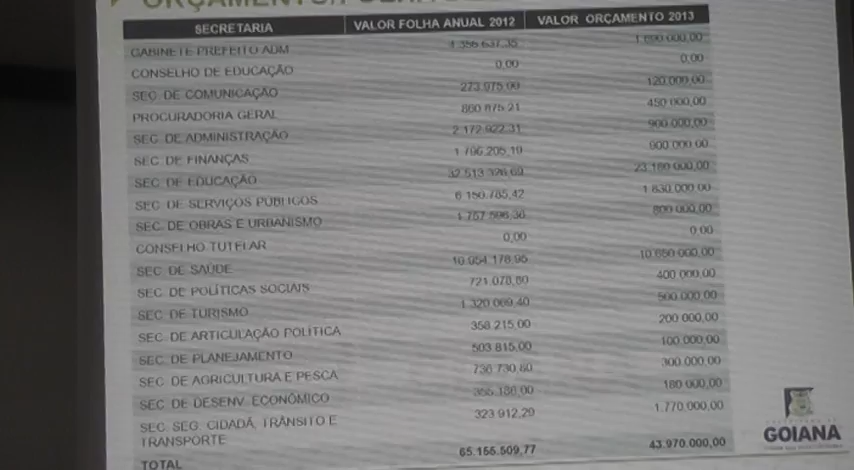 SECRETARIA VALOR FOLHA ANUAL 2012 VALOR ORÇAMENTO 2013
GABINETE PREFEITO ADM 1.600.000,00
CONSELHO DE EDUCAÇÃO 0,00 0,00
SEC. DE COMUNICAÇÃO 273.975,00 120.000,00
PROCURADORIA GERAL 860.875,21 450.000,00
SEC. DE ADMINISTRAÇÃO 2.172.922,31 900.000,00
SEC. DE FINANÇAS 1.796.205,10 900.000,00
SEC. DE EDUCAÇÃO 23.180.000,00
SEC. DE SERVIÇOS PÚBLICOS 6.150.785,42 1.830.000,00
SEC. DE OBRAS E URBANISMO 800.000,00
CONSELHO TUTELAR 0,00 0,00
SEC. DE SAÚDE 10.054.178,95 10.680.000,00
SEC. DE POLÍTICAS SOCIAIS 721.078,80 400.000,00
SEC. DE TURISMO 1.320.069,40 500.000,00
SEC. DE ARTICULAÇÃO POLÍTICA 358.215,00 200.000,00
SEC. DE PLANEJAMENTO 503.815,00 100.000,00
SEC. DE AGRICULTURA E PESCA 736.730,80 300.000,00
SEC. DE DESENV. ECONÔMICO 180.000,00
SEC. SEG. CIDADÃ, TRÂNSITO E
TRANSPORTE 323.912,20 1.770.000,00
TOTAL 65.155.509,77 43.970.000,00
GOIANA